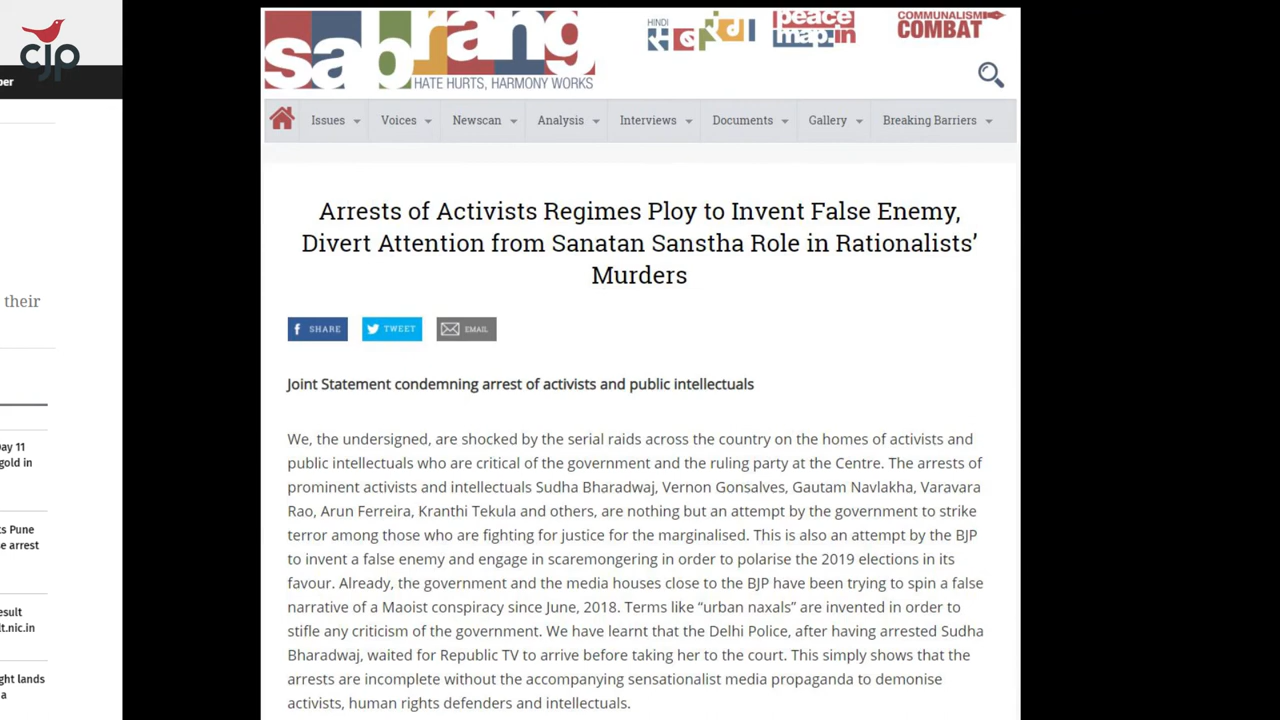 cjp
per
their
Day 11
gold in
ts Pune
e arrest
esult
lt.nic.in
ght lands
a
sabrang
HATE HURTS, HARMONY WORKS
HINDI
सबरंग
peace
map.in
COMMUNALISM
COMBAT
Issues Voices Newscan Analysis Interviews Documents Gallery Breaking Barriers
Arrests of Activists Regimes Ploy to Invent False Enemy,
Divert Attention from Sanatan Sanstha Role in Rationalists’
Murders
f SHARE TWEET EMAIL
Joint Statement condemning arrest of activists and public intellectuals
We, the undersigned, are shocked by the serial raids across the country on the homes of activists and
public intellectuals who are critical of the government and the ruling party at the Centre. The arrests of
prominent activists and intellectuals Sudha Bharadwaj, Vernon Gonsalves, Gautam Navlakha, Varavara
Rao, Arun Ferreira, Kranthi Tekula and others, are nothing but an attempt by the government to strike
terror among those who are fighting for justice for the marginalised. This is also an attempt by the BJP
to invent a false enemy and engage in scaremongering in order to polarise the 2019 elections in its
favour. Already, the government and the media houses close to the BJP have been trying to spin a false
narrative of a Maoist conspiracy since June, 2018. Terms like “urban naxals” are invented in order to
stifle any criticism of the government. We have learnt that the Delhi Police, after having arrested Sudha
Bharadwaj, waited for Republic TV to arrive before taking her to the court. This simply shows that the
arrests are incomplete without the accompanying sensationalist media propaganda to demonise
activists, human rights defenders and intellectuals.